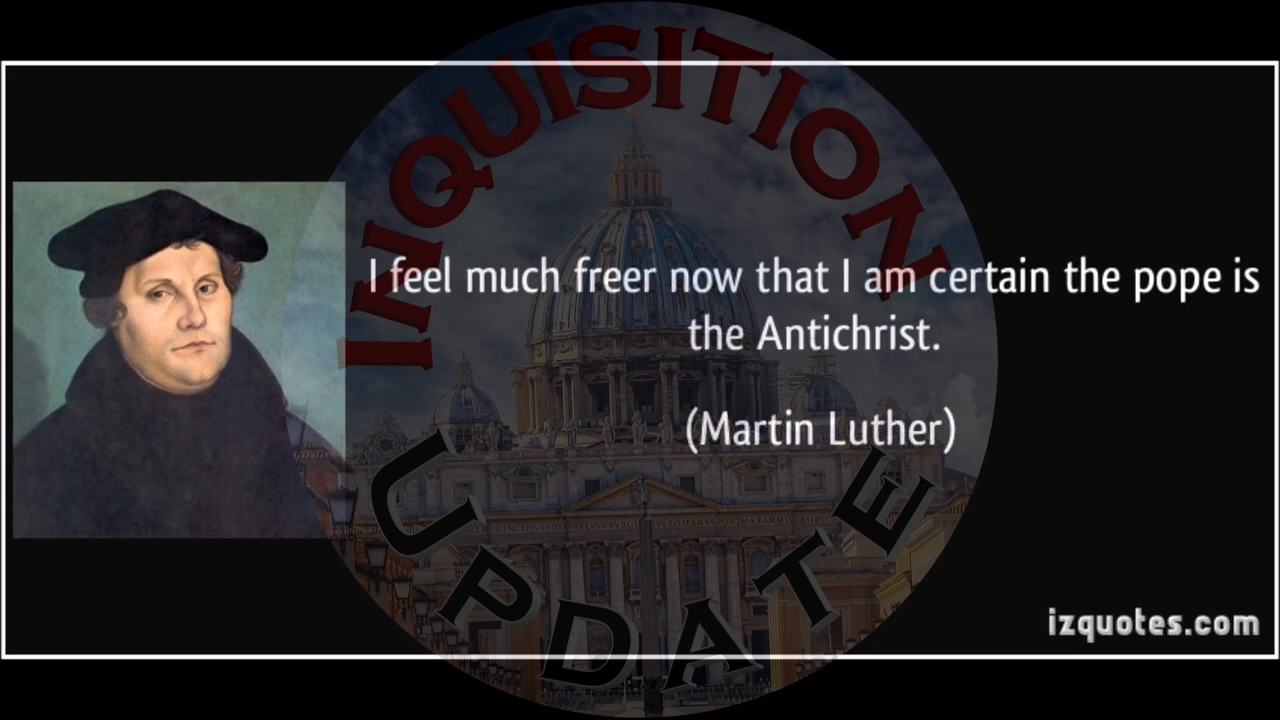 INQUISITION
I feel much freer now that I am certain the pope is
the Antichrist.
(Martin Luther)
UPDATE
izquotes.com